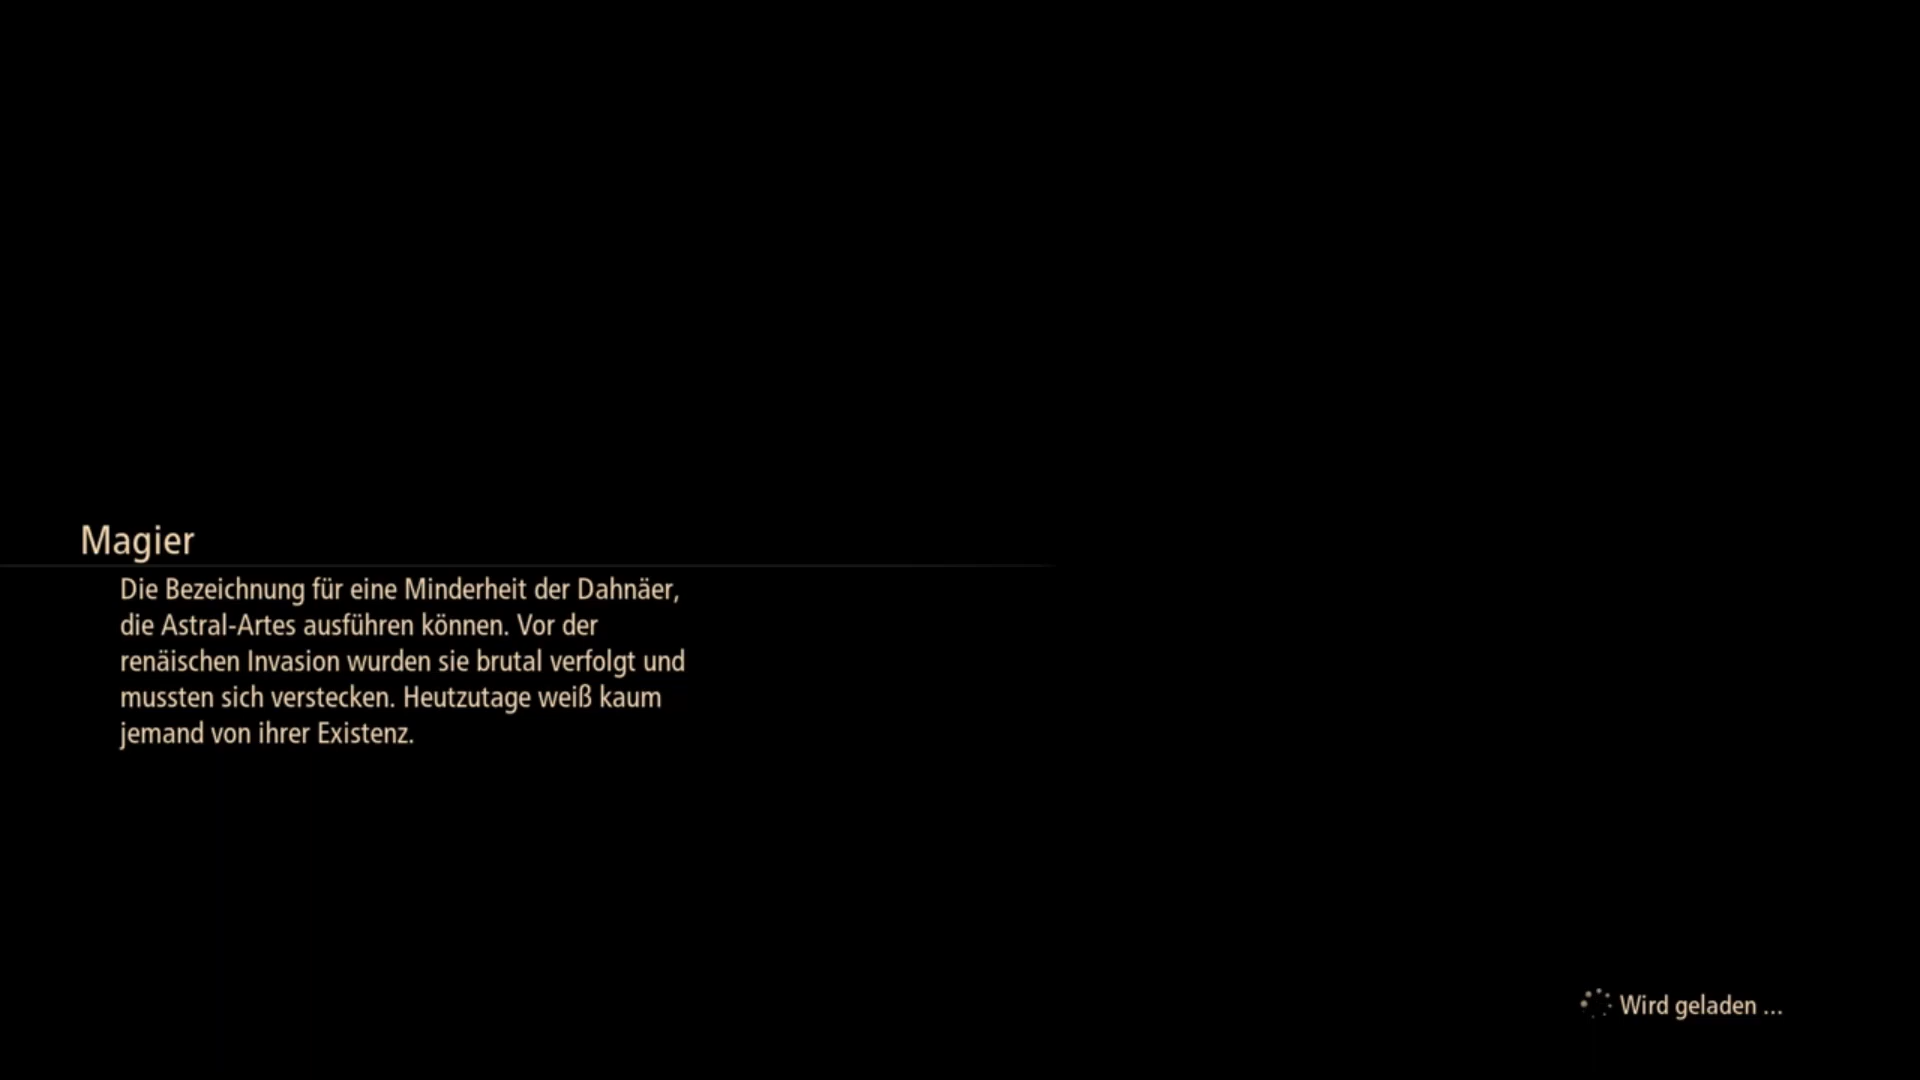 Magier
Die Bezeichnung für eine Minderheit der Dahnäer,
die Astral-Artes ausführen können. Vor der
renäischen Invasion wurden sie brutal verfolgt und
mussten sich verstecken. Heutzutage weiß kaum
jemand von ihrer Existenz.
Wird geladen ...